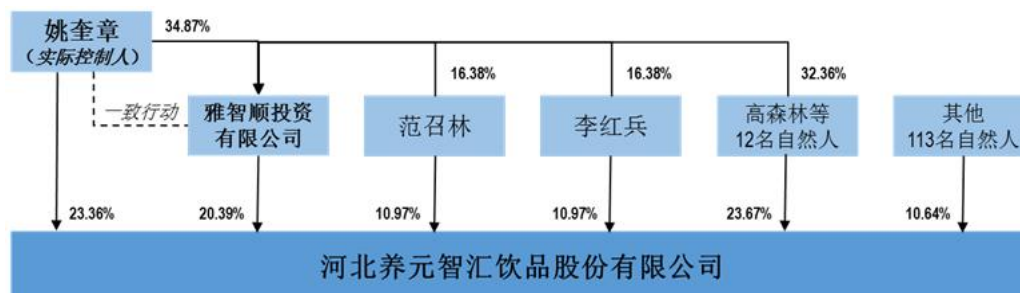 姚奎章
（实际控制人）
34.87%
16.38%
16.38%
32.36%
一致行动
雅智顺投资
有限公司
范召林
李红兵
高森林等
12名自然人
其他
113名自然人
23.36%
20.39%
10.97%
10.97%
23.67%
10.64%
河北养元智汇饮品股份有限公司